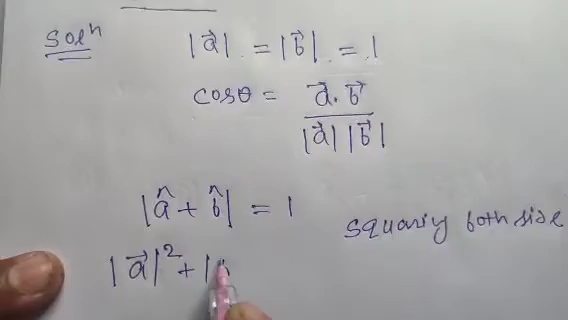 Solⁿ
|a⃗| = |b⃗| = 1
cosθ = a⃗·b⃗ / |a⃗| |b⃗|
|â + b̂| = 1
squaring both side
|a⃗|² + |